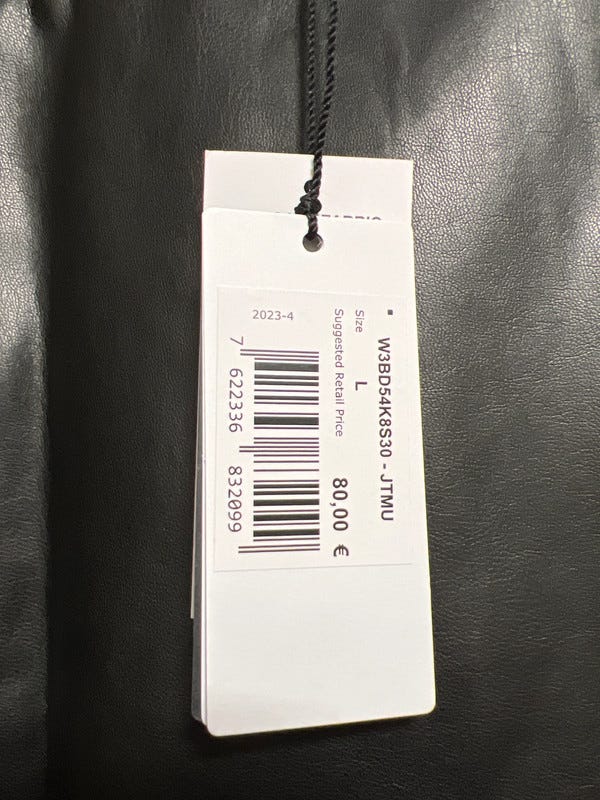 W3BD54K8S30 - JTMU
Size L
Suggested Retail Price 80,00 €
2023-4
7 622336 832099